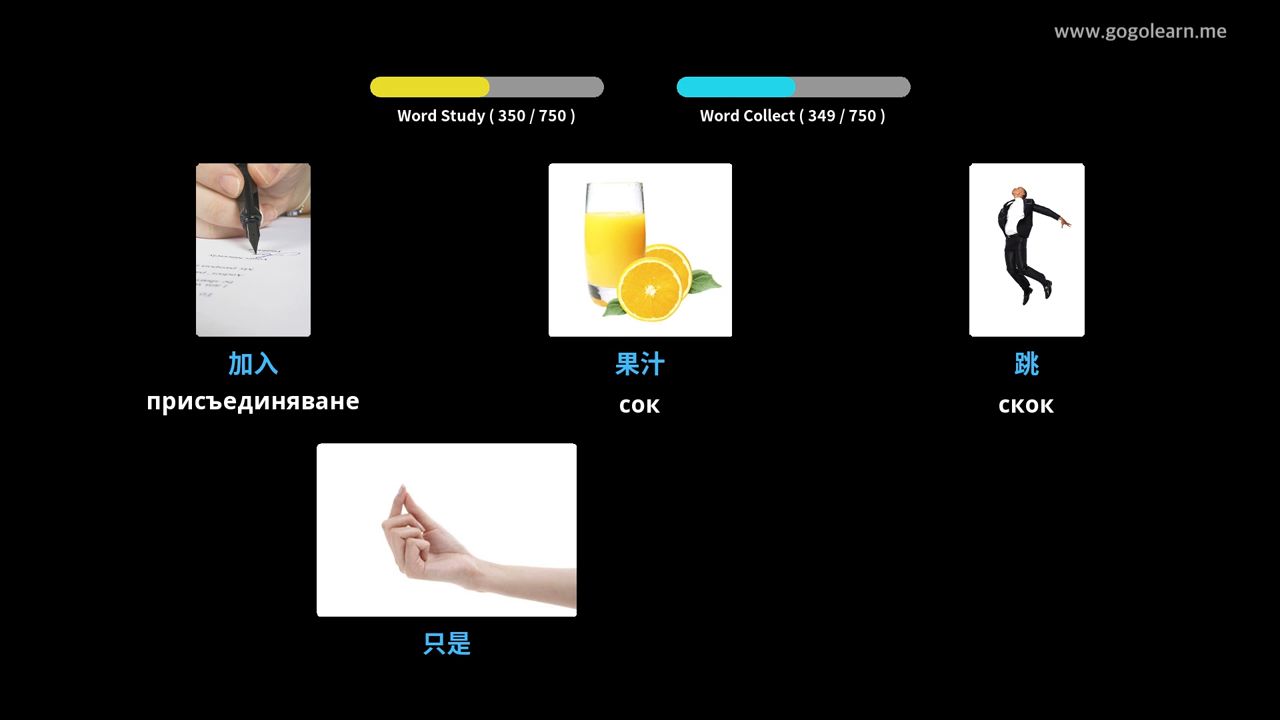 www.gogolearn.me
Word Study ( 350 / 750 )
Word Collect ( 349 / 750 )
加入
果汁
跳
присъединяване
сок
скок
只是